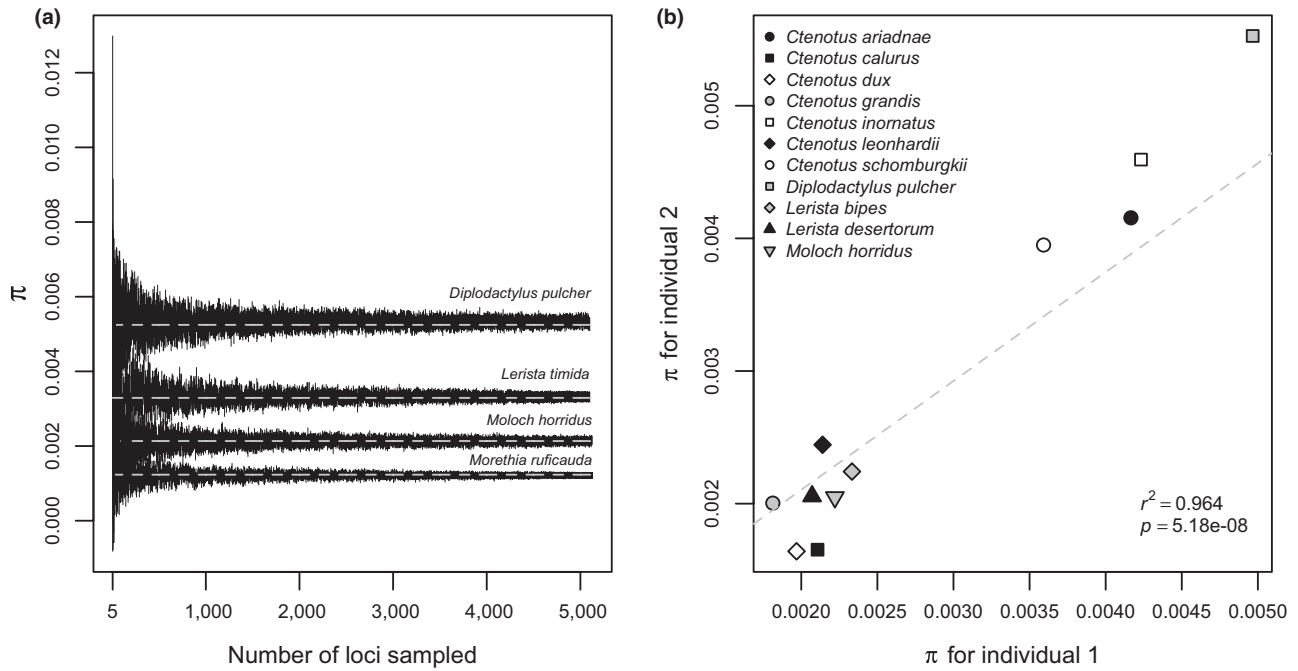 (a)
π
0.012
0.010
0.008
0.006
0.004
0.002
0.000
Diplodactylus pulcher
Lerista timida
Moloch horridus
Morethia ruficauda
5
1,000
2,000
3,000
4,000
5,000
Number of loci sampled
(b)
π for individual 2
0.005
0.004
0.003
0.002
Ctenotus ariadnae
Ctenotus calurus
Ctenotus dux
Ctenotus grandis
Ctenotus inornatus
Ctenotus leonhardii
Ctenotus schomburgkii
Diplodactylus pulcher
Lerista bipes
Lerista desertorum
Moloch horridus
r² = 0.964
p = 5.18e-08
0.0020
0.0025
0.0030
0.0035
0.0040
0.0045
0.0050
π for individual 1